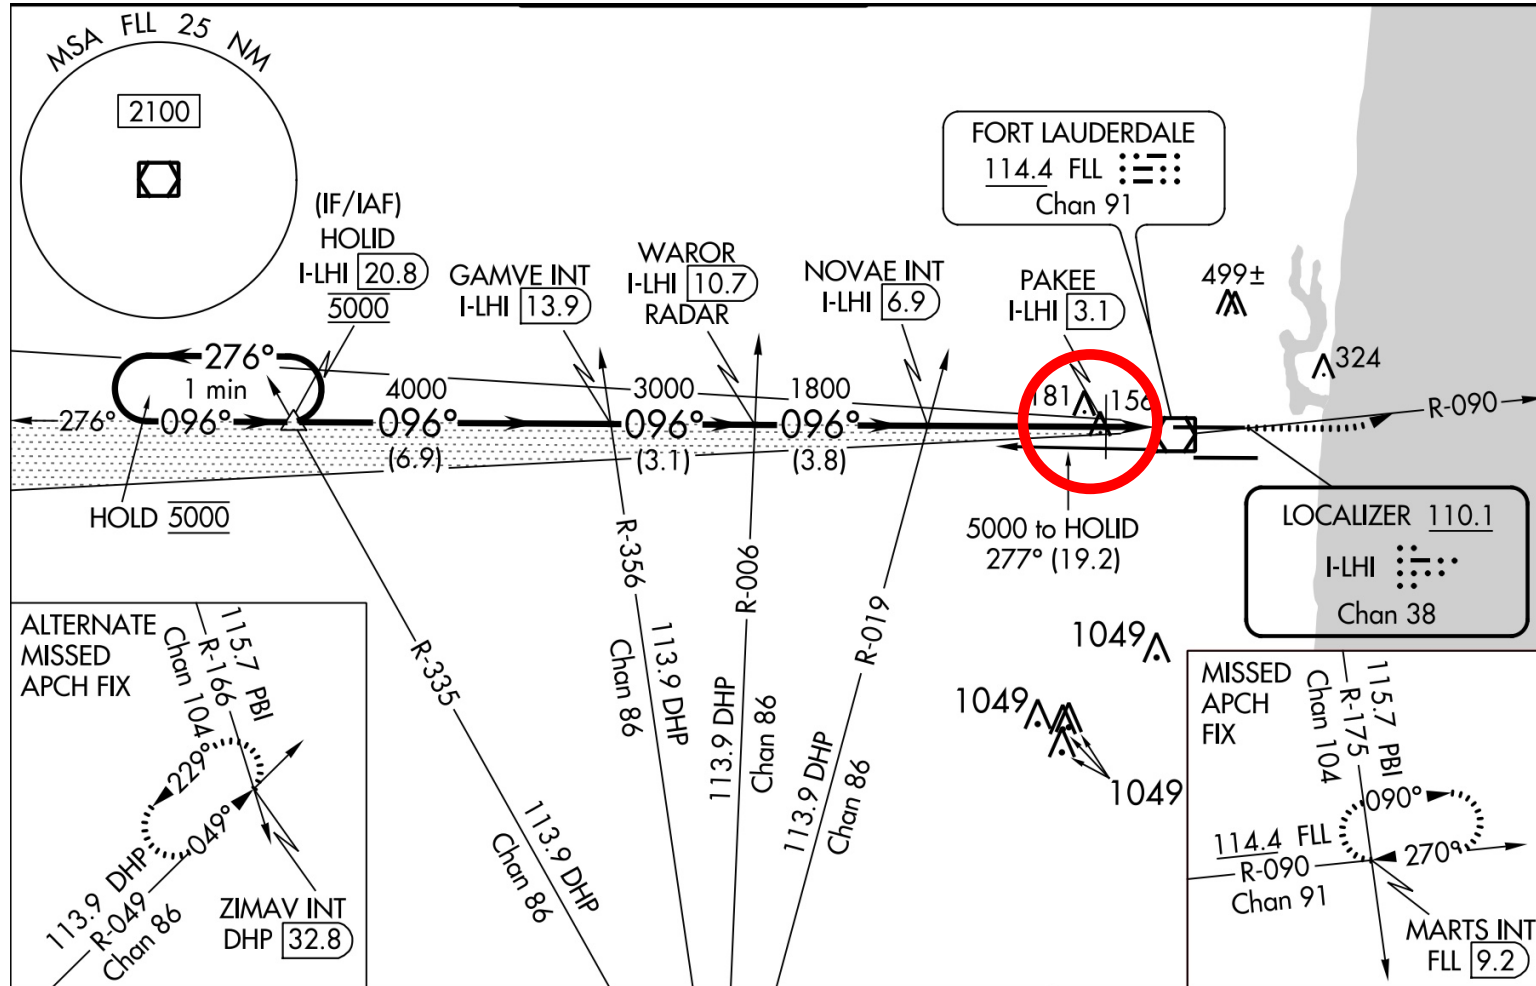 MSA FLL 25 NM
2100
(IF/IAF)
HOLID
I-LHI 20.8
5000
GAMVE INT
I-LHI 13.9
WAROR
I-LHI 10.7
RADAR
NOVAE INT
I-LHI 6.9
PAKEE
I-LHI 3.1
FORT LAUDERDALE
114.4 FLL
Chan 91
499±
324
276°
1 min
276°
096°
4000
096°
(6.9)
3000
096°
(3.1)
1800
096°
(3.8)
181
156
R-090
HOLD 5000
5000 to HOLID
277° (19.2)
LOCALIZER 110.1
I-LHI
Chan 38
R-335
113.9 DHP
Chan 86
R-356
113.9 DHP
Chan 86
R-006
113.9 DHP
Chan 86
R-019
113.9 DHP
Chan 86
1049
1049
1049
ALTERNATE
MISSED
APCH FIX
115.7 PBI
R-166
Chan 104
229°
049°
113.9 DHP
R-049
Chan 86
ZIMAV INT
DHP 32.8
MISSED
APCH
FIX
115.7 PBI
R-175
Chan 104
090°
270°
114.4 FLL
R-090
Chan 91
MARTS INT
FLL 9.2